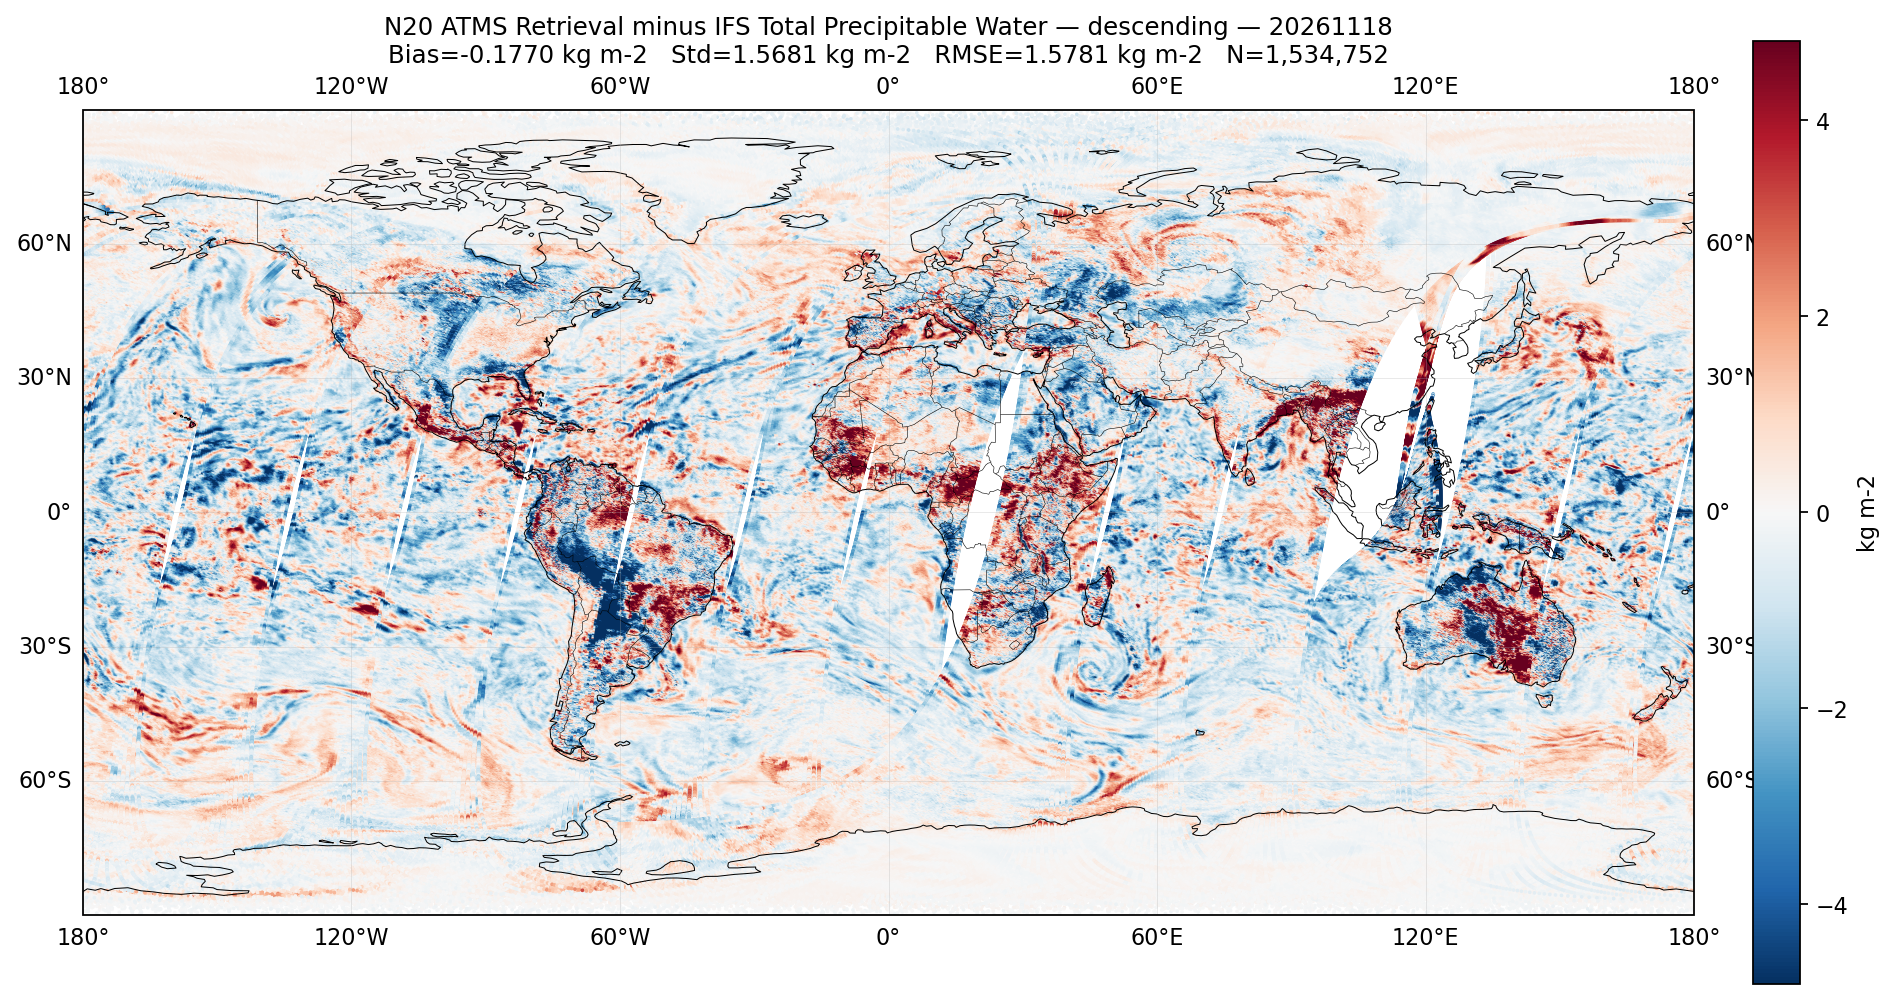 N20 ATMS Retrieval minus IFS Total Precipitable Water — descending — 20261118
Bias=-0.1770 kg m-2   Std=1.5681 kg m-2   RMSE=1.5781 kg m-2   N=1,534,752
180° 120°W 60°W 0° 60°E 120°E 180°
60°N 60°N
30°N 30°N
0° 0°
30°S 30°S
60°S 60°S
180° 120°W 60°W 0° 60°E 120°E 180°
4
2
0
−2
−4
kg m-2